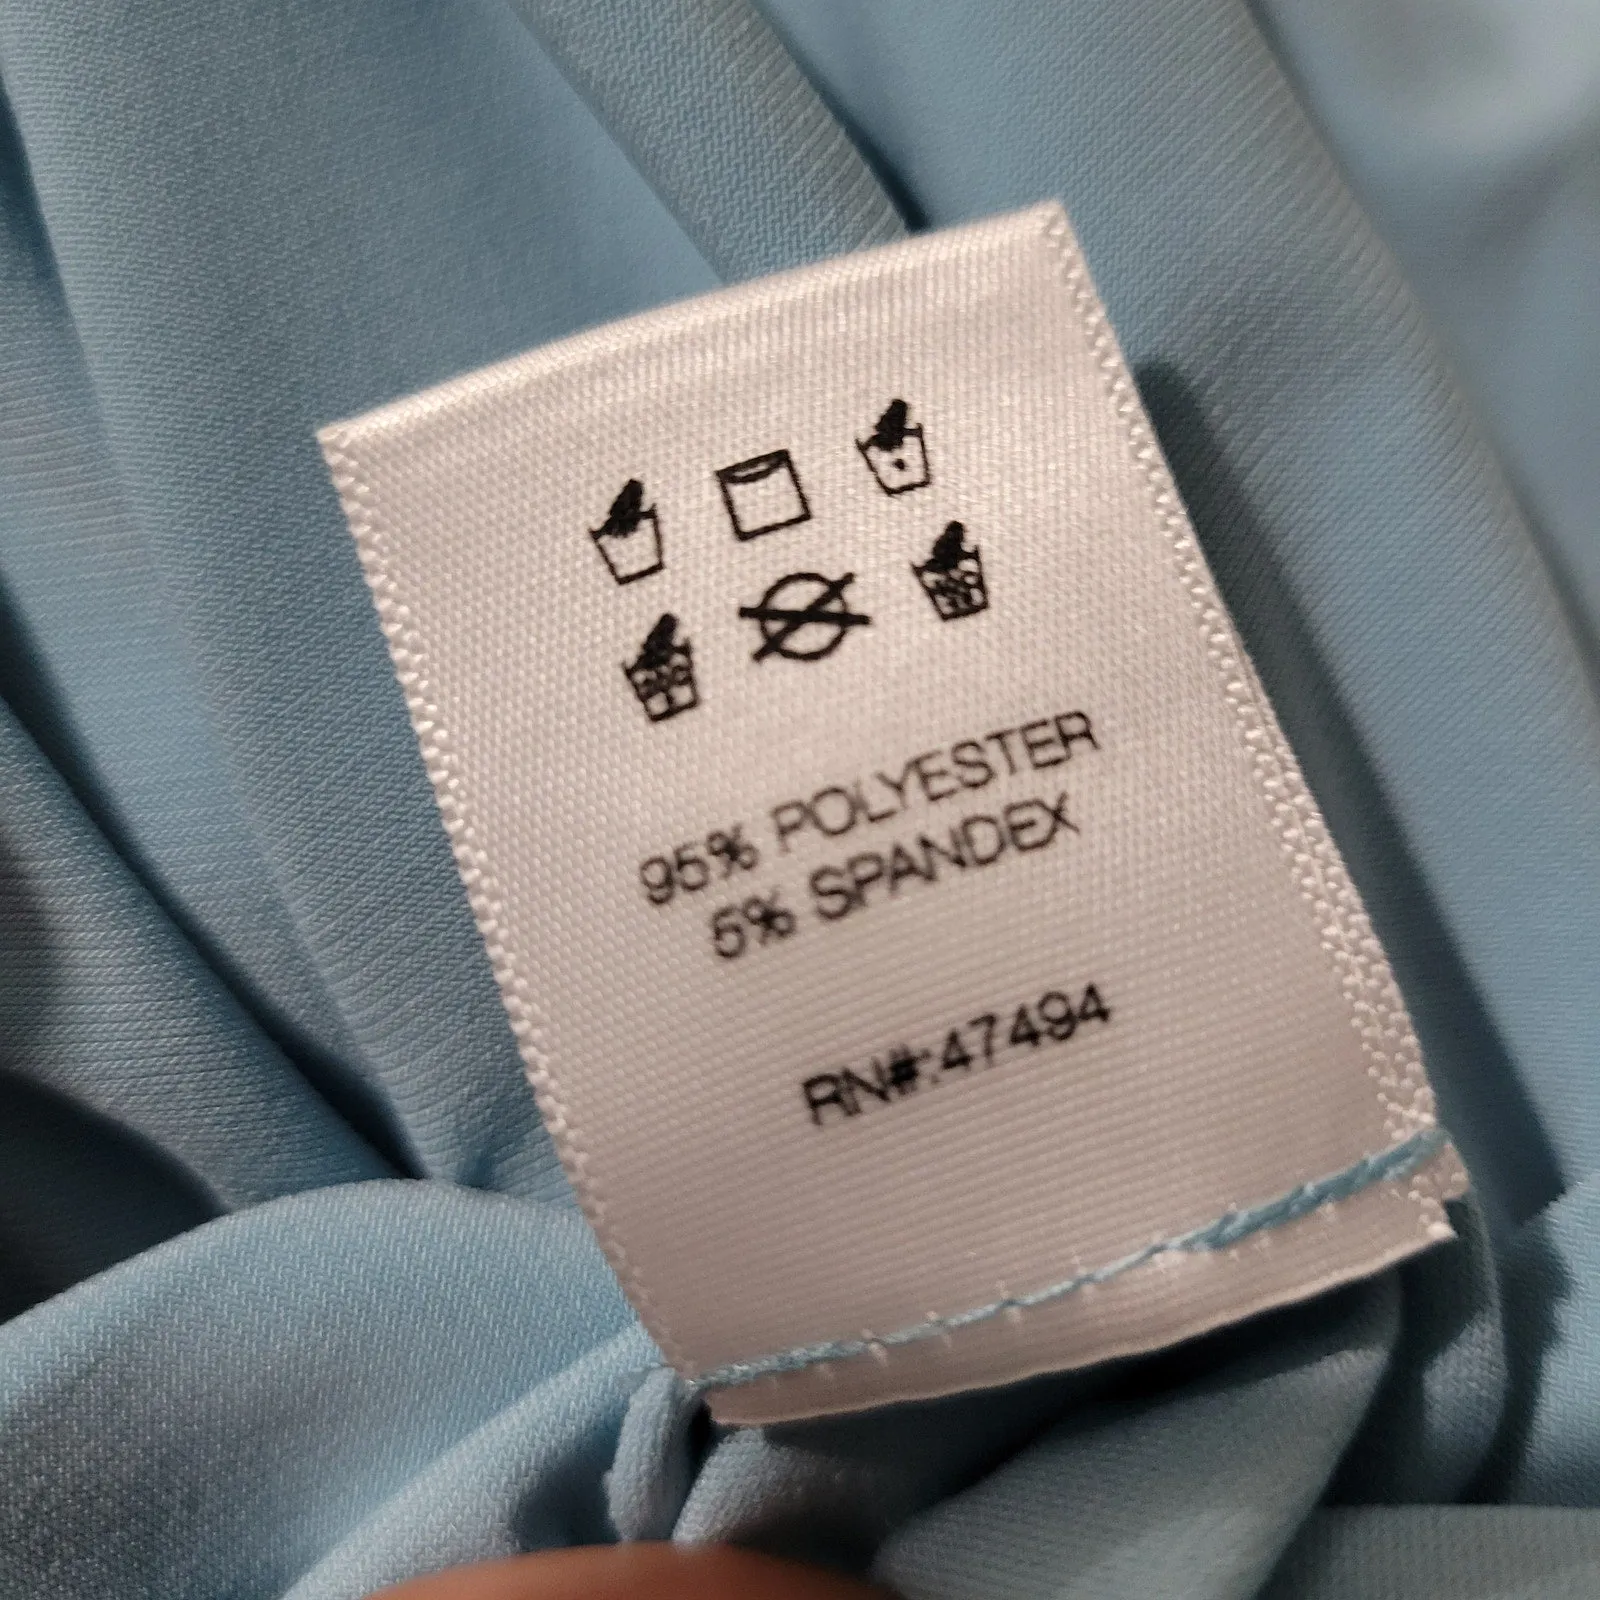 95% POLYESTER
5% SPANDEX
RN#:47494